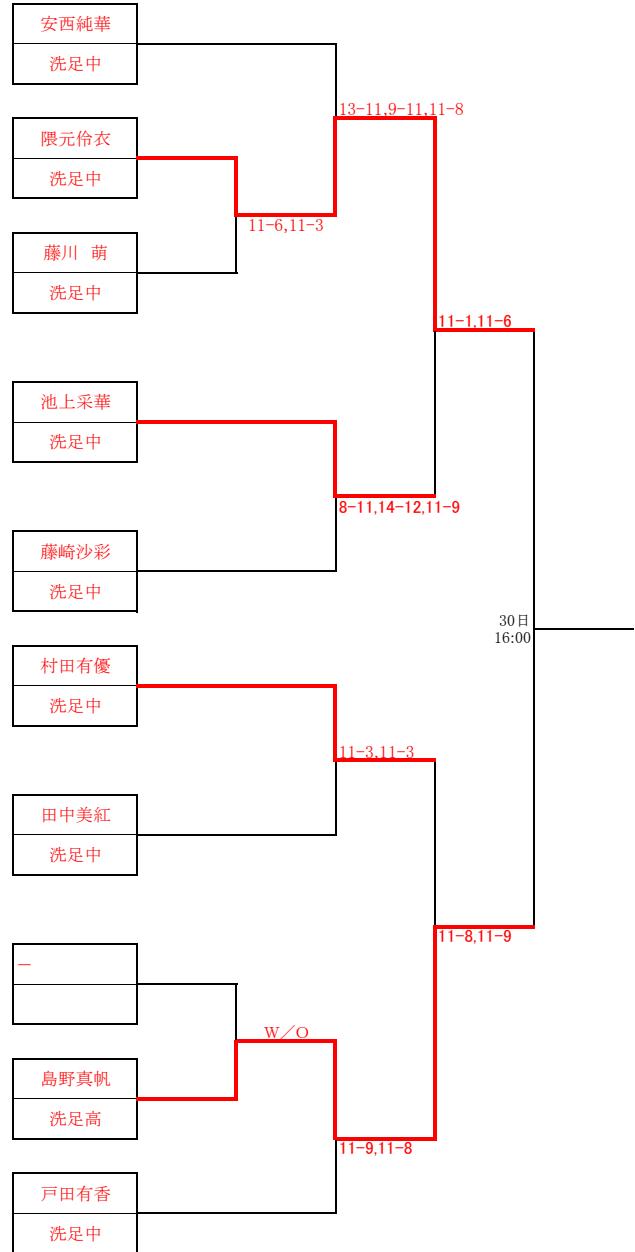 安西純華
洗足中
13-11,9-11,11-8
隈元伶衣
洗足中
11-6,11-3
藤川 萌
洗足中
11-1,11-6
池上采華
洗足中
8-11,14-12,11-9
藤崎沙彩
洗足中
30日
16:00
村田有優
洗足中
11-3,11-3
田中美紅
洗足中
11-8,11-9
－
W／O
島野真帆
洗足高
11-9,11-8
戸田有香
洗足中